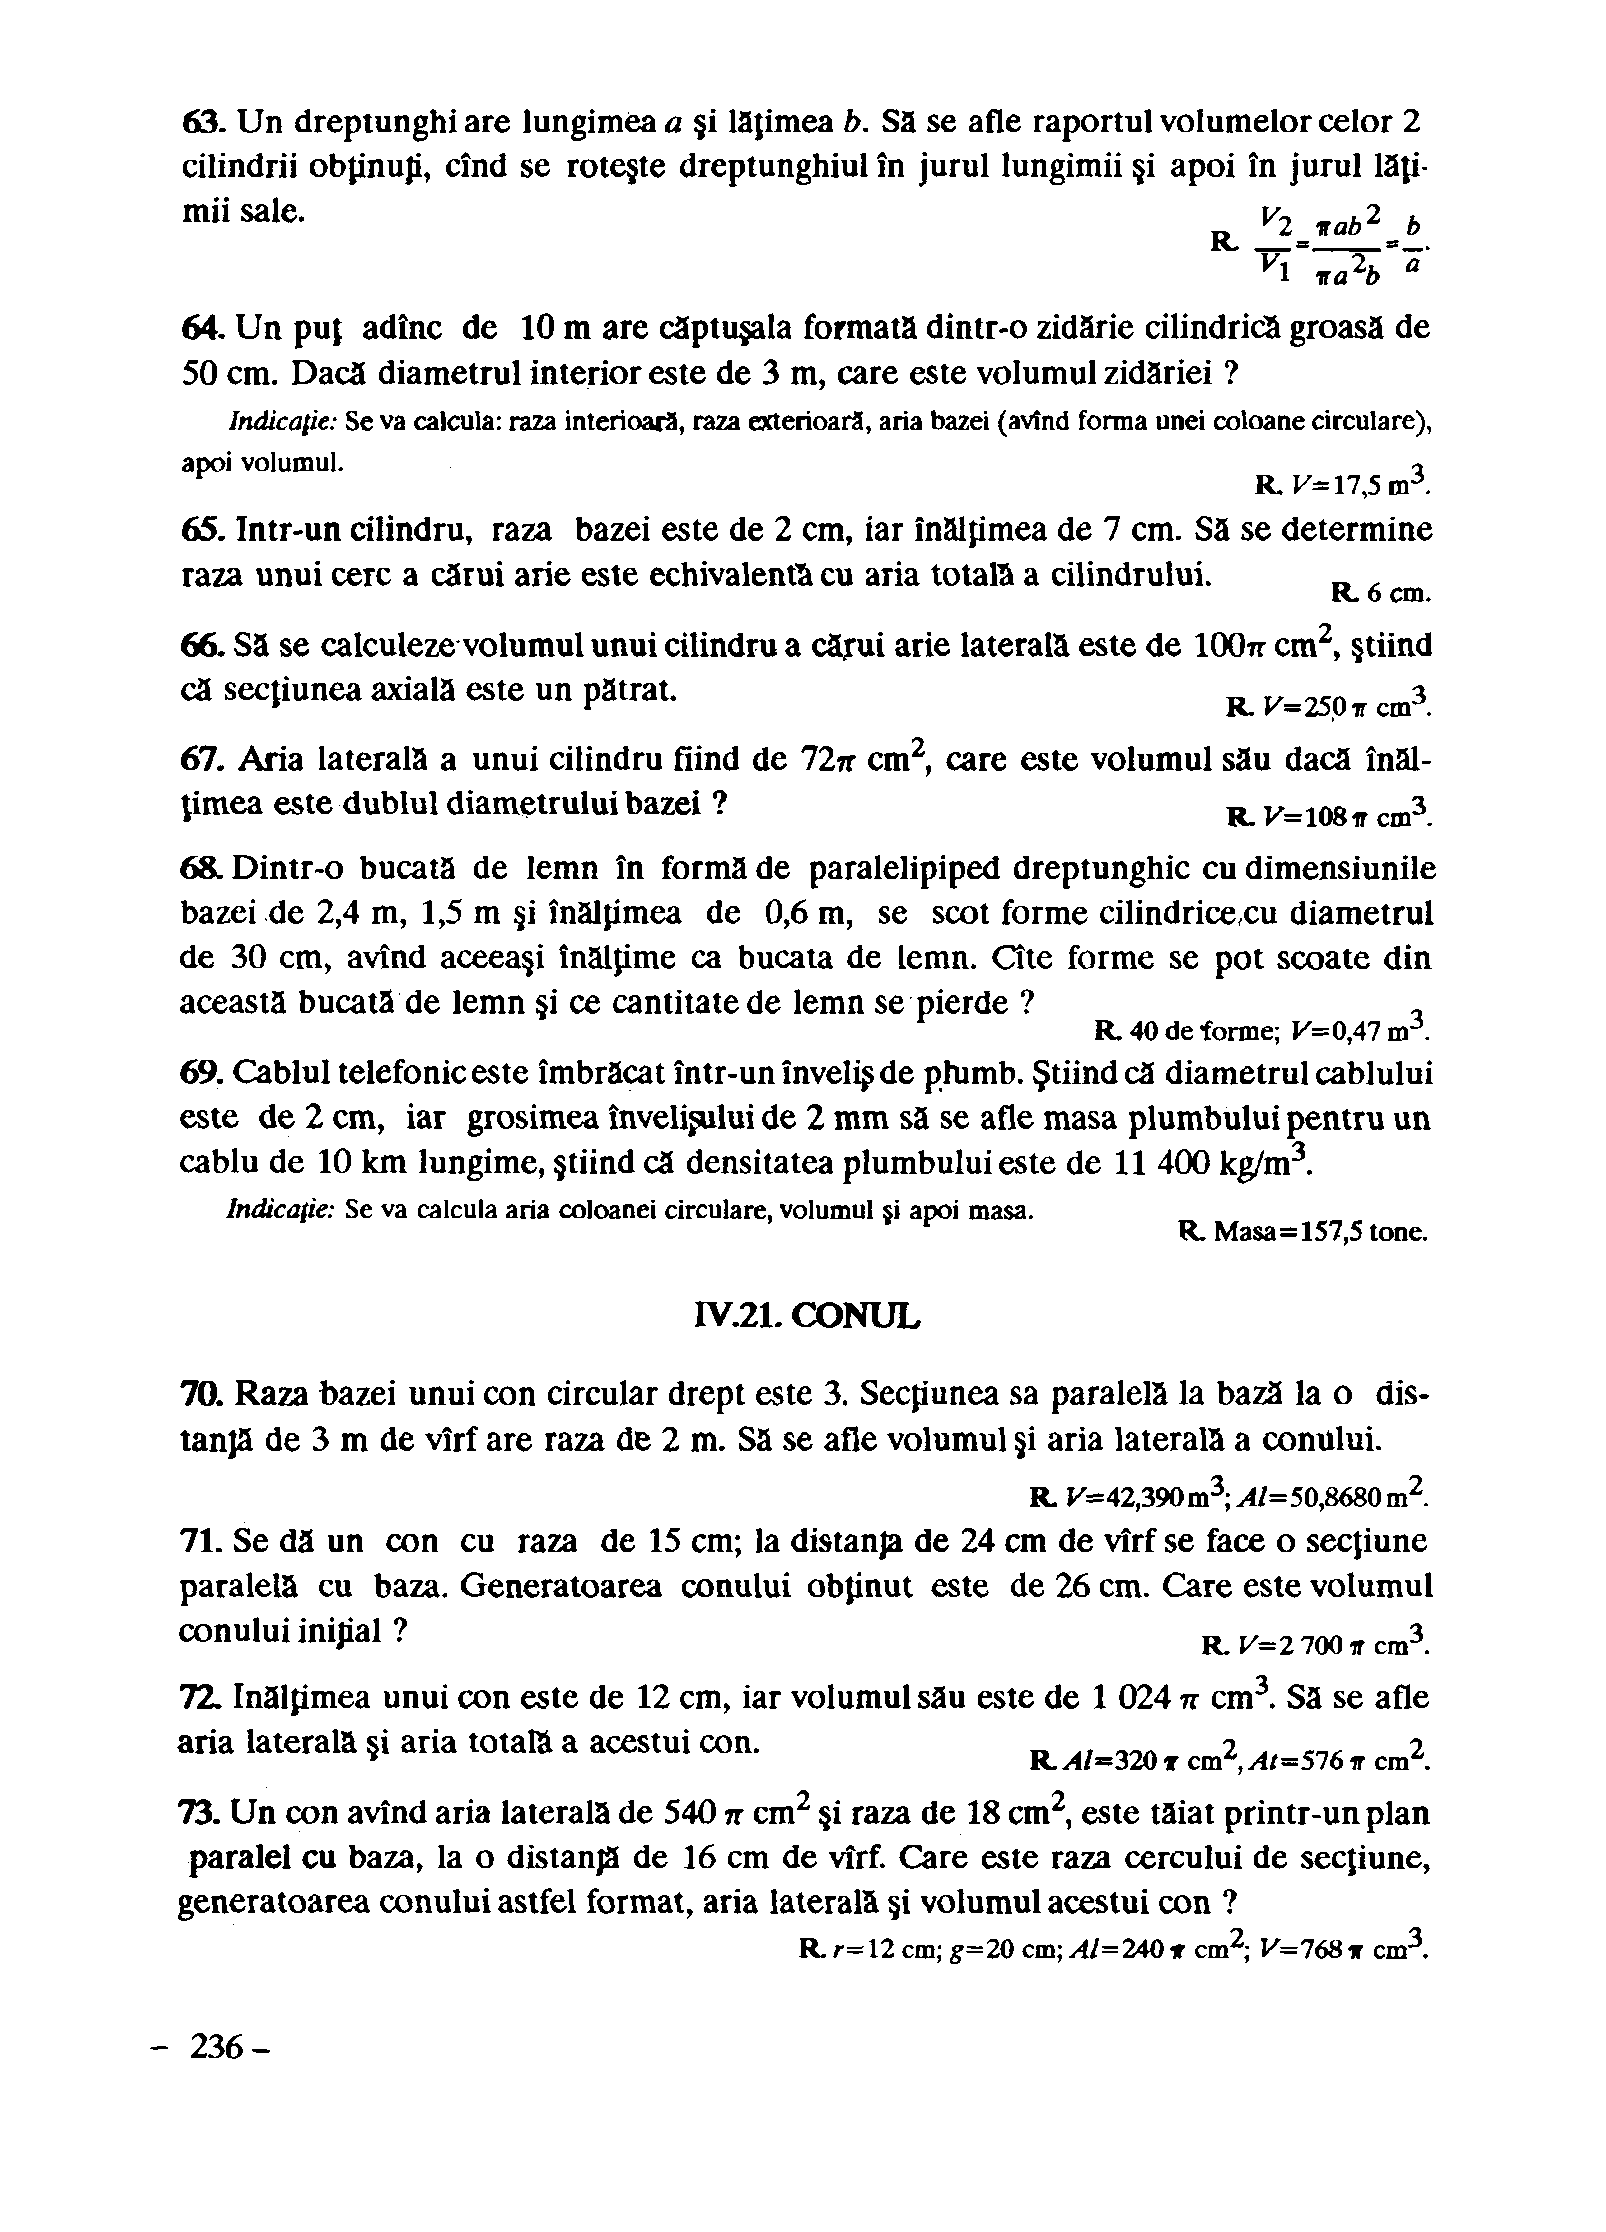 63. Un dreptunghi are lungimea a şi lăţimea b. Să se afle raportul volumelor celor 2
cilindrii obţinuţi, cînd se roteşte dreptunghiul în jurul lungimii şi apoi în jurul lăţi-
mii sale.
R. V₂/V₁ = πab²/πa²b = b/a.
64. Un puţ adînc de 10 m are căptuşala formată dintr-o zidărie cilindrică groasă de
50 cm. Dacă diametrul interior este de 3 m, care este volumul zidăriei ?
Indicaţie: Se va calcula: raza interioară, raza exterioară, aria bazei (avînd forma unei coloane circulare),
apoi volumul.
R. V=17,5 m³.
65. Intr-un cilindru, raza bazei este de 2 cm, iar înălţimea de 7 cm. Să se determine
raza unui cerc a cărui arie este echivalentă cu aria totală a cilindrului.
R. 6 cm.
66. Să se calculeze volumul unui cilindru a cărui arie laterală este de 100π cm², ştiind
că secţiunea axială este un pătrat.
R. V=250 π cm³.
67. Aria laterală a unui cilindru fiind de 72π cm², care este volumul său dacă înăl-
ţimea este dublul diametrului bazei ?
R. V=108 π cm³.
68. Dintr-o bucată de lemn în formă de paralelipiped dreptunghic cu dimensiunile
bazei de 2,4 m, 1,5 m şi înălţimea de 0,6 m, se scot forme cilindrice, cu diametrul
de 30 cm, avînd aceeaşi înălţime ca bucata de lemn. Cîte forme se pot scoate din
această bucată de lemn şi ce cantitate de lemn se pierde ?
R. 40 de forme; V=0,47 m³.
69. Cablul telefonic este îmbrăcat într-un înveliş de plumb. Ştiind că diametrul cablului
este de 2 cm, iar grosimea învelişului de 2 mm să se afle masa plumbului pentru un
cablu de 10 km lungime, ştiind că densitatea plumbului este de 11 400 kg/m³.
Indicaţie: Se va calcula aria coloanei circulare, volumul şi apoi masa.
R. Masa=157,5 tone.
IV.21. CONUL
70. Raza bazei unui con circular drept este 3. Secţiunea sa paralelă la bază la o dis-
tanţă de 3 m de vîrf are raza de 2 m. Să se afle volumul şi aria laterală a conului.
R. V=42,390 m³; Al=50,8680 m².
71. Se dă un con cu raza de 15 cm; la distanţa de 24 cm de vîrf se face o secţiune
paralelă cu baza. Generatoarea conului obţinut este de 26 cm. Care este volumul
conului iniţial ?
R. V=2 700 π cm³.
72. Inălţimea unui con este de 12 cm, iar volumul său este de 1 024 π cm³. Să se afle
aria laterală şi aria totală a acestui con.
R. Al=320 π cm², At=576 π cm².
73. Un con avînd aria laterală de 540 π cm² şi raza de 18 cm², este tăiat printr-un plan
paralel cu baza, la o distanţă de 16 cm de vîrf. Care este raza cercului de secţiune,
generatoarea conului astfel format, aria laterală şi volumul acestui con ?
R. r=12 cm; g=20 cm; Al=240 π cm²; V=768 π cm³.
– 236 –